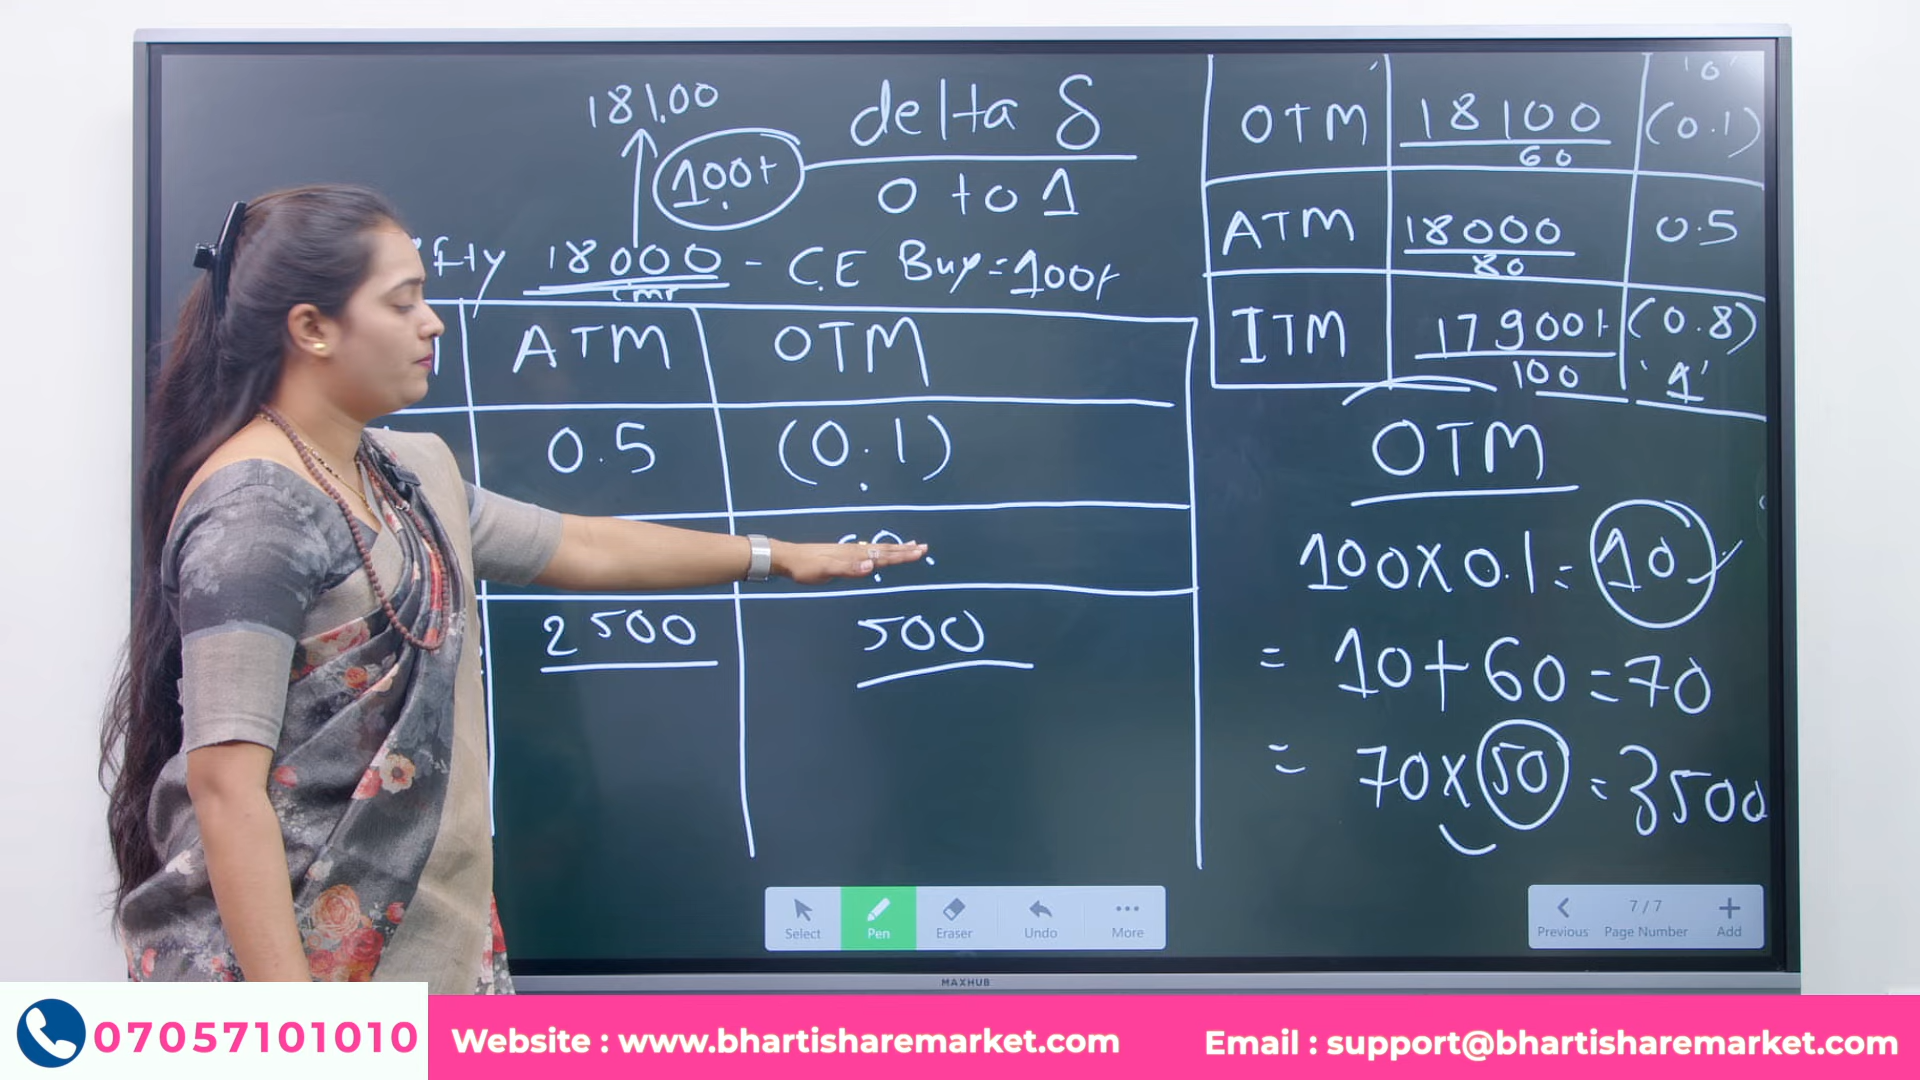 18100
100+
delta δ
0 to 1
fty 18000 - C.E Buy = 100+
cmp
ATM OTM
0.5 (0.1)
2500 500
OTM 18100 60 '0' (0.1)
ATM 18000 80 0.5
ITM 17900+ 100 (0.8) '1'
OTM
100x0.1 = 10
= 10+60 = 70
= 70x50 = 3500
Select Pen Eraser Undo More
Previous 7/7 Page Number Add
MAXHUB
07057101010 Website : www.bhartisharemarket.com Email : support@bhartisharemarket.com